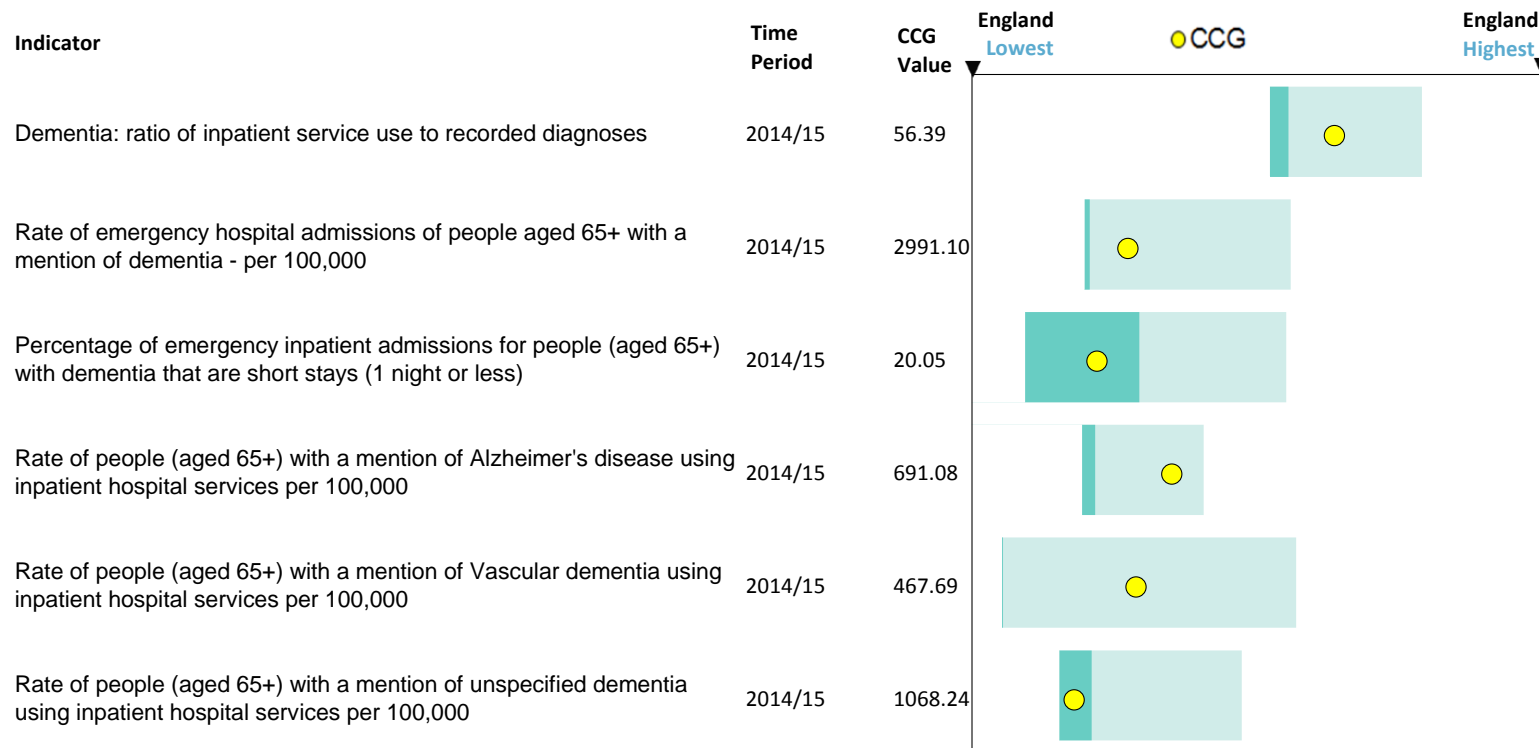 Indicator
Time
Period
CCG
Value
England
Lowest
CCG
England
Highest
Dementia: ratio of inpatient service use to recorded diagnoses
2014/15
56.39
Rate of emergency hospital admissions of people aged 65+ with a
mention of dementia - per 100,000
2014/15
2991.10
Percentage of emergency inpatient admissions for people (aged 65+)
with dementia that are short stays (1 night or less)
2014/15
20.05
Rate of people (aged 65+) with a mention of Alzheimer's disease using
inpatient hospital services per 100,000
2014/15
691.08
Rate of people (aged 65+) with a mention of Vascular dementia using
inpatient hospital services per 100,000
2014/15
467.69
Rate of people (aged 65+) with a mention of unspecified dementia
using inpatient hospital services per 100,000
2014/15
1068.24